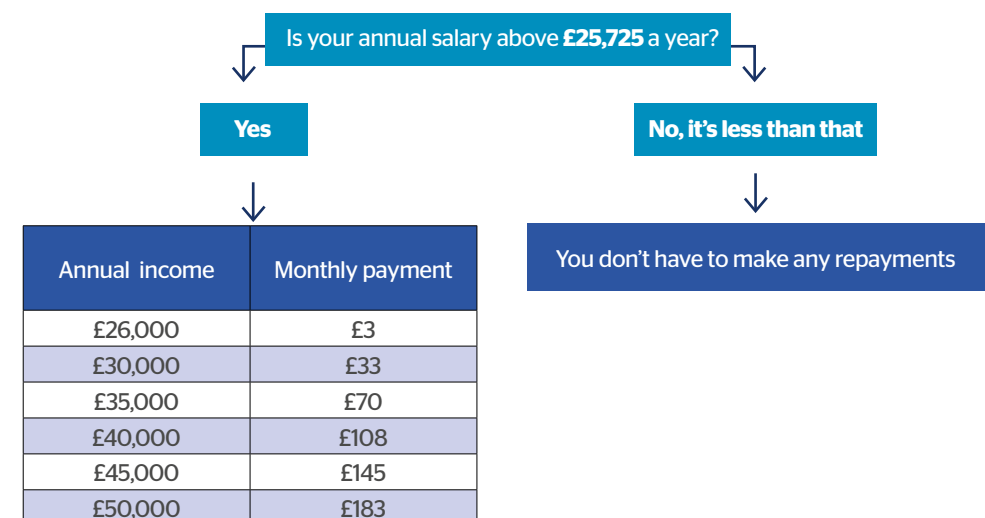 Is your annual salary above £25,725 a year?
Yes
No, it's less than that
You don't have to make any repayments
Annual income Monthly payment
£26,000 £3
£30,000 £33
£35,000 £70
£40,000 £108
£45,000 £145
£50,000 £183